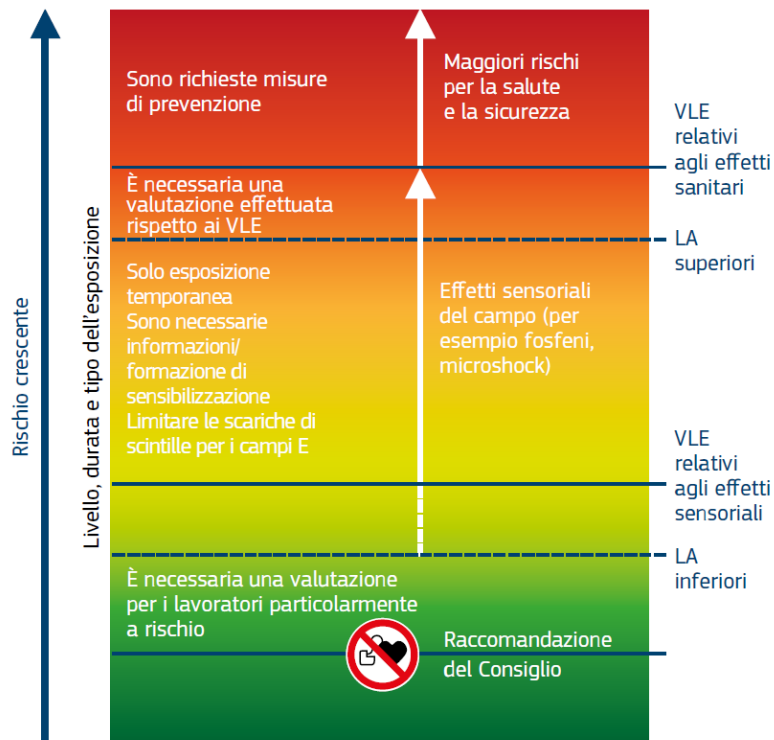 Rischio crescente
Livello, durata e tipo dell'esposizione
Sono richieste misure
di prevenzione
Maggiori rischi
per la salute
e la sicurezza
VLE
relativi
agli effetti
sanitari
È necessaria una
valutazione effettuata
rispetto ai VLE
LA
superiori
Solo esposizione
temporanea
Sono necessarie
informazioni/
formazione di
sensibilizzazione
Limitare le scariche di
scintille per i campi E
Effetti sensoriali
del campo (per
esempio fosfeni,
microshock)
VLE
relativi
agli effetti
sensoriali
LA
inferiori
È necessaria una valutazione
per i lavoratori particolarmente
a rischio
Raccomandazione
del Consiglio